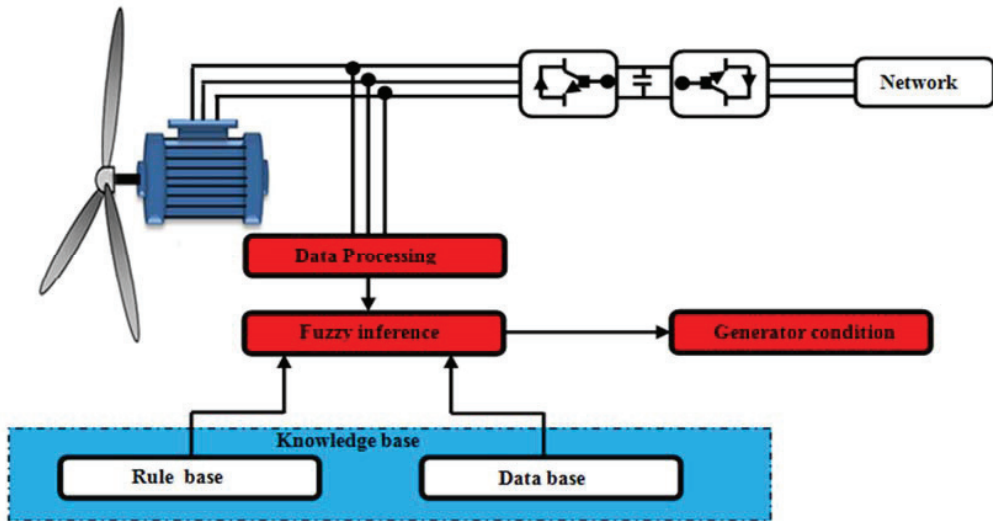 Network
Data Processing
Fuzzy inference
Generator condition
Knowledge base
Rule base
Data base